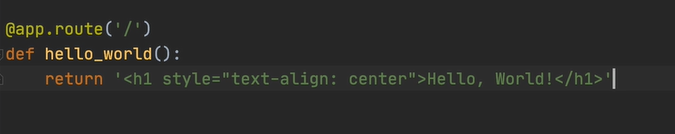 @app.route('/')
def hello_world():
    return '<h1 style="text-align: center">Hello, World!</h1>'